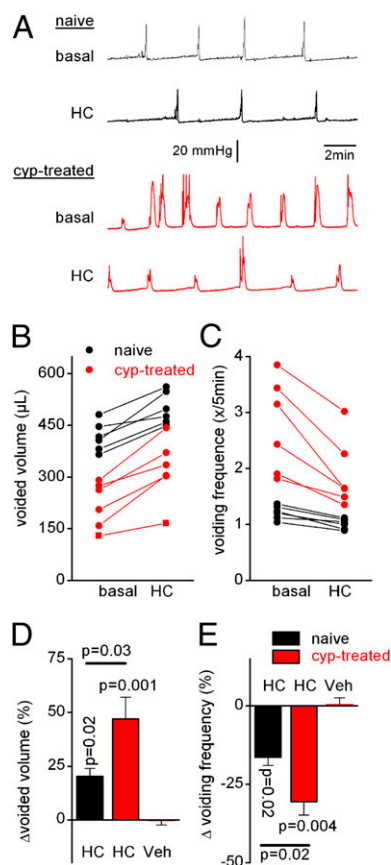 A
naive
basal
HC
20 mmHg
2min
cyp-treated
basal
HC
B
naive
cyp-treated
voided volume (µL)
600
450
300
150
0
basal HC
C
voiding frequency (x/5min)
4
3
2
1
0
basal HC
D
p=0.03
p=0.001
p=0.02
Δvoided volume (%)
75
50
25
0
HC HC Veh
E
naive
cyp-treated
HC HC Veh
Δ voiding frequency (%)
0
-25
-50
p=0.02
p=0.004
p=0.02